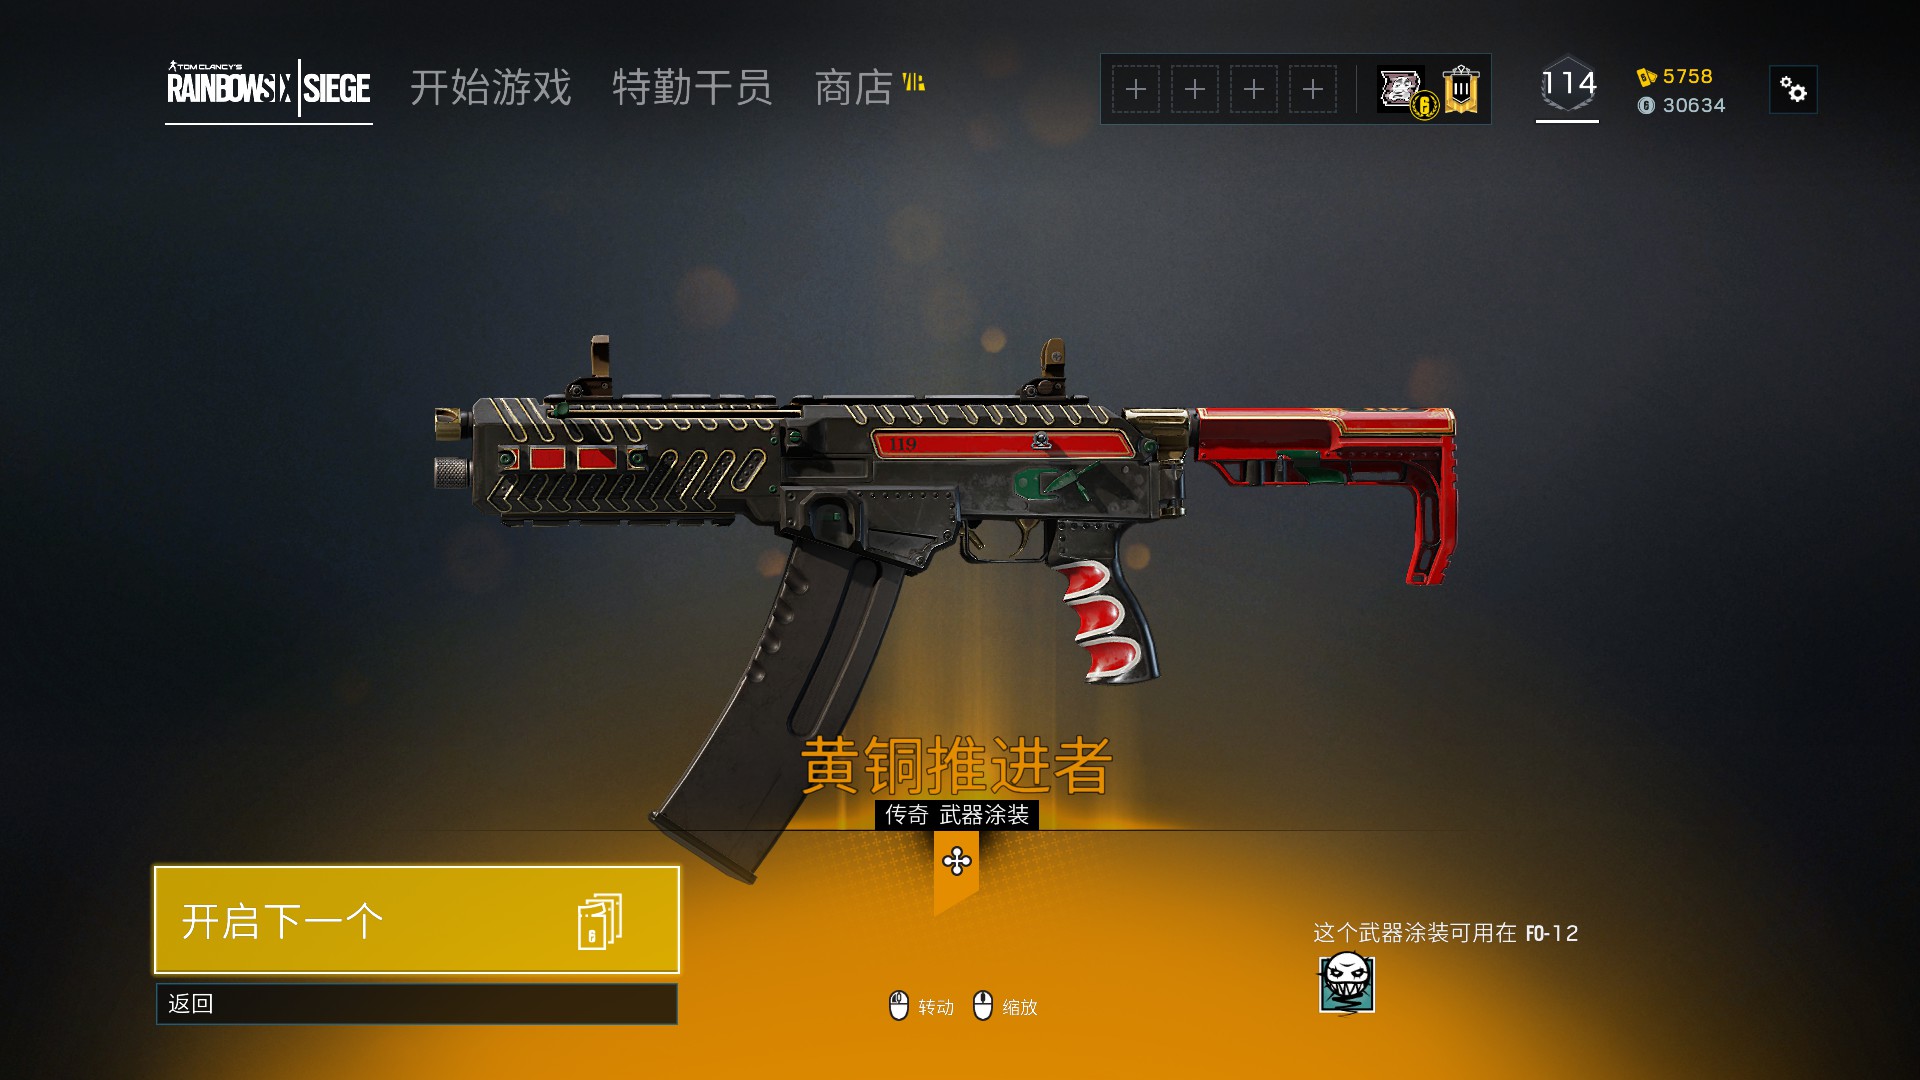 TOM CLANCY'S
RAINBOWSIX | SIEGE
开始游戏
特勤干员
商店
III
114
5758
30634
119
黄铜推进者
传奇 武器涂装
开启下一个
返回
转动
缩放
这个武器涂装可用在 FO-12